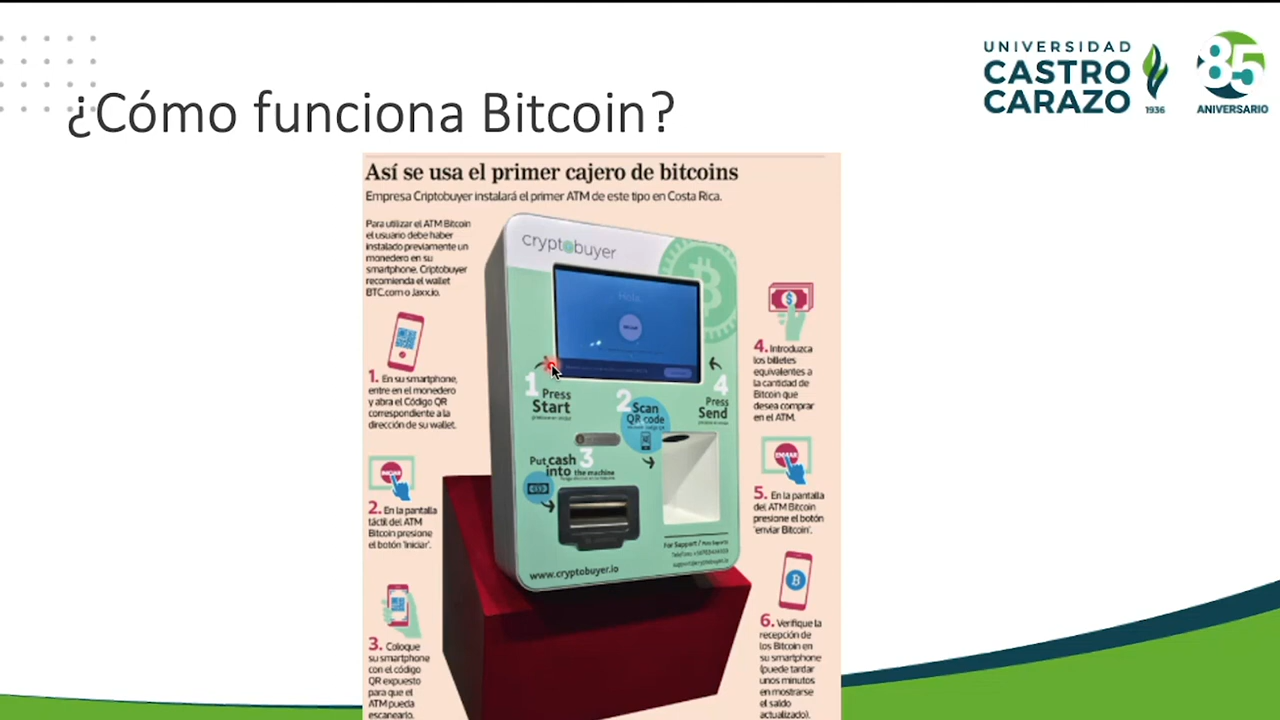 ¿Cómo funciona Bitcoin?
UNIVERSIDAD
CASTRO
CARAZO
1936
85
ANIVERSARIO
Así se usa el primer cajero de bitcoins
Empresa Criptobuyer instalará el primer ATM de este tipo en Costa Rica.
Para utilizar el ATM Bitcoin
el usuario debe haber
instalado previamente un
monedero en su
smartphone. Criptobuyer
recomienda el wallet
BTC.com o Jaxx.io.
1. En su smartphone,
entre en el monedero
y abra el Código QR
correspondiente a la
dirección de su wallet.
INICIAR
2. En la pantalla
táctil del ATM
Bitcoin presione
el botón 'Iniciar'.
3. Coloque
su smartphone
con el código
QR expuesto
para que el
ATM pueda
escanearlo.
cryptobuyer
Hola
1 Press
Start
2 Scan
QR code
4
Press
Send
Put cash 3
into the machine
For Support /
www.cryptobuyer.io
4. Introduzca
los billetes
equivalentes a
la cantidad de
Bitcoin que
desea comprar
en el ATM.
ENVIAR
5. En la pantalla
del ATM Bitcoin
presione el botón
'enviar Bitcoin'.
6. Verifique la
recepción de
los Bitcoin en
su smartphone
(puede tardar
unos minutos
en mostrarse
el saldo
actualizado).